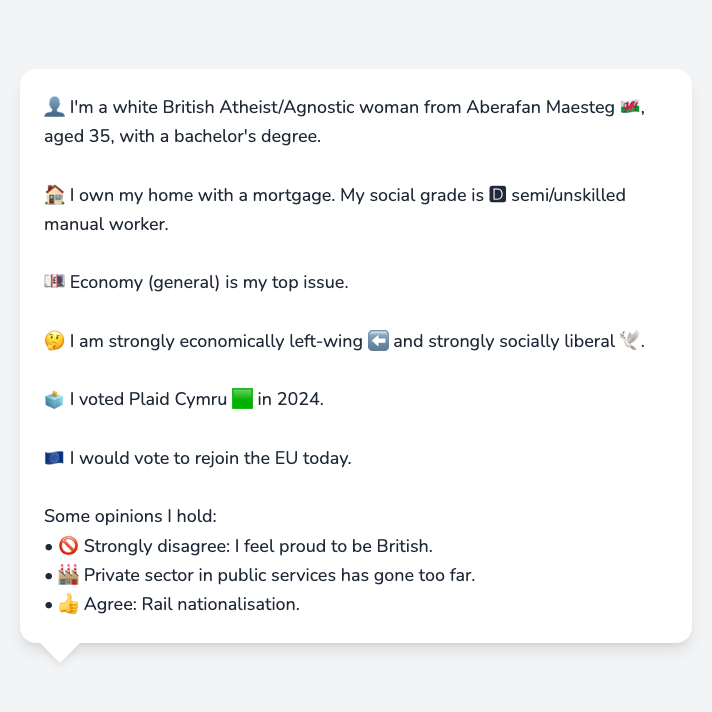 👤 I'm a white British Atheist/Agnostic woman from Aberafan Maesteg 🏴󠁧󠁢󠁷󠁬󠁳󠁿,
aged 35, with a bachelor's degree.
🏠 I own my home with a mortgage. My social grade is 🅳 semi/unskilled
manual worker.
💷 Economy (general) is my top issue.
🤔 I am strongly economically left-wing ⬅️ and strongly socially liberal 🕊️.
🗳️ I voted Plaid Cymru 🟩 in 2024.
🇪🇺 I would vote to rejoin the EU today.
Some opinions I hold:
• 🚫 Strongly disagree: I feel proud to be British.
• 🏭 Private sector in public services has gone too far.
• 👍 Agree: Rail nationalisation.